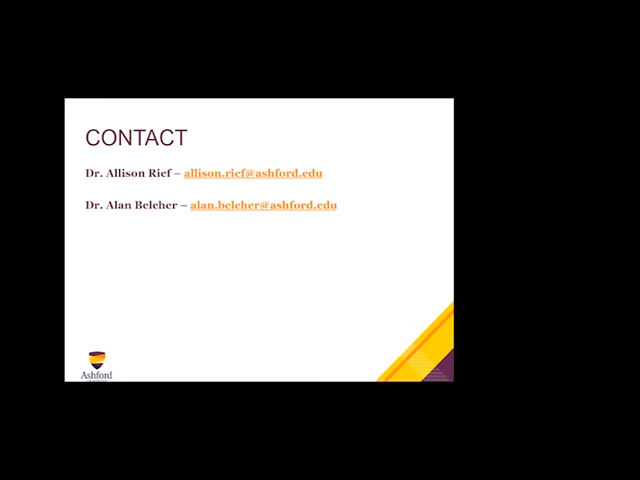 CONTACT
Dr. Allison Rief – allison.rief@ashford.edu
Dr. Alan Belcher – alan.belcher@ashford.edu
Ashford